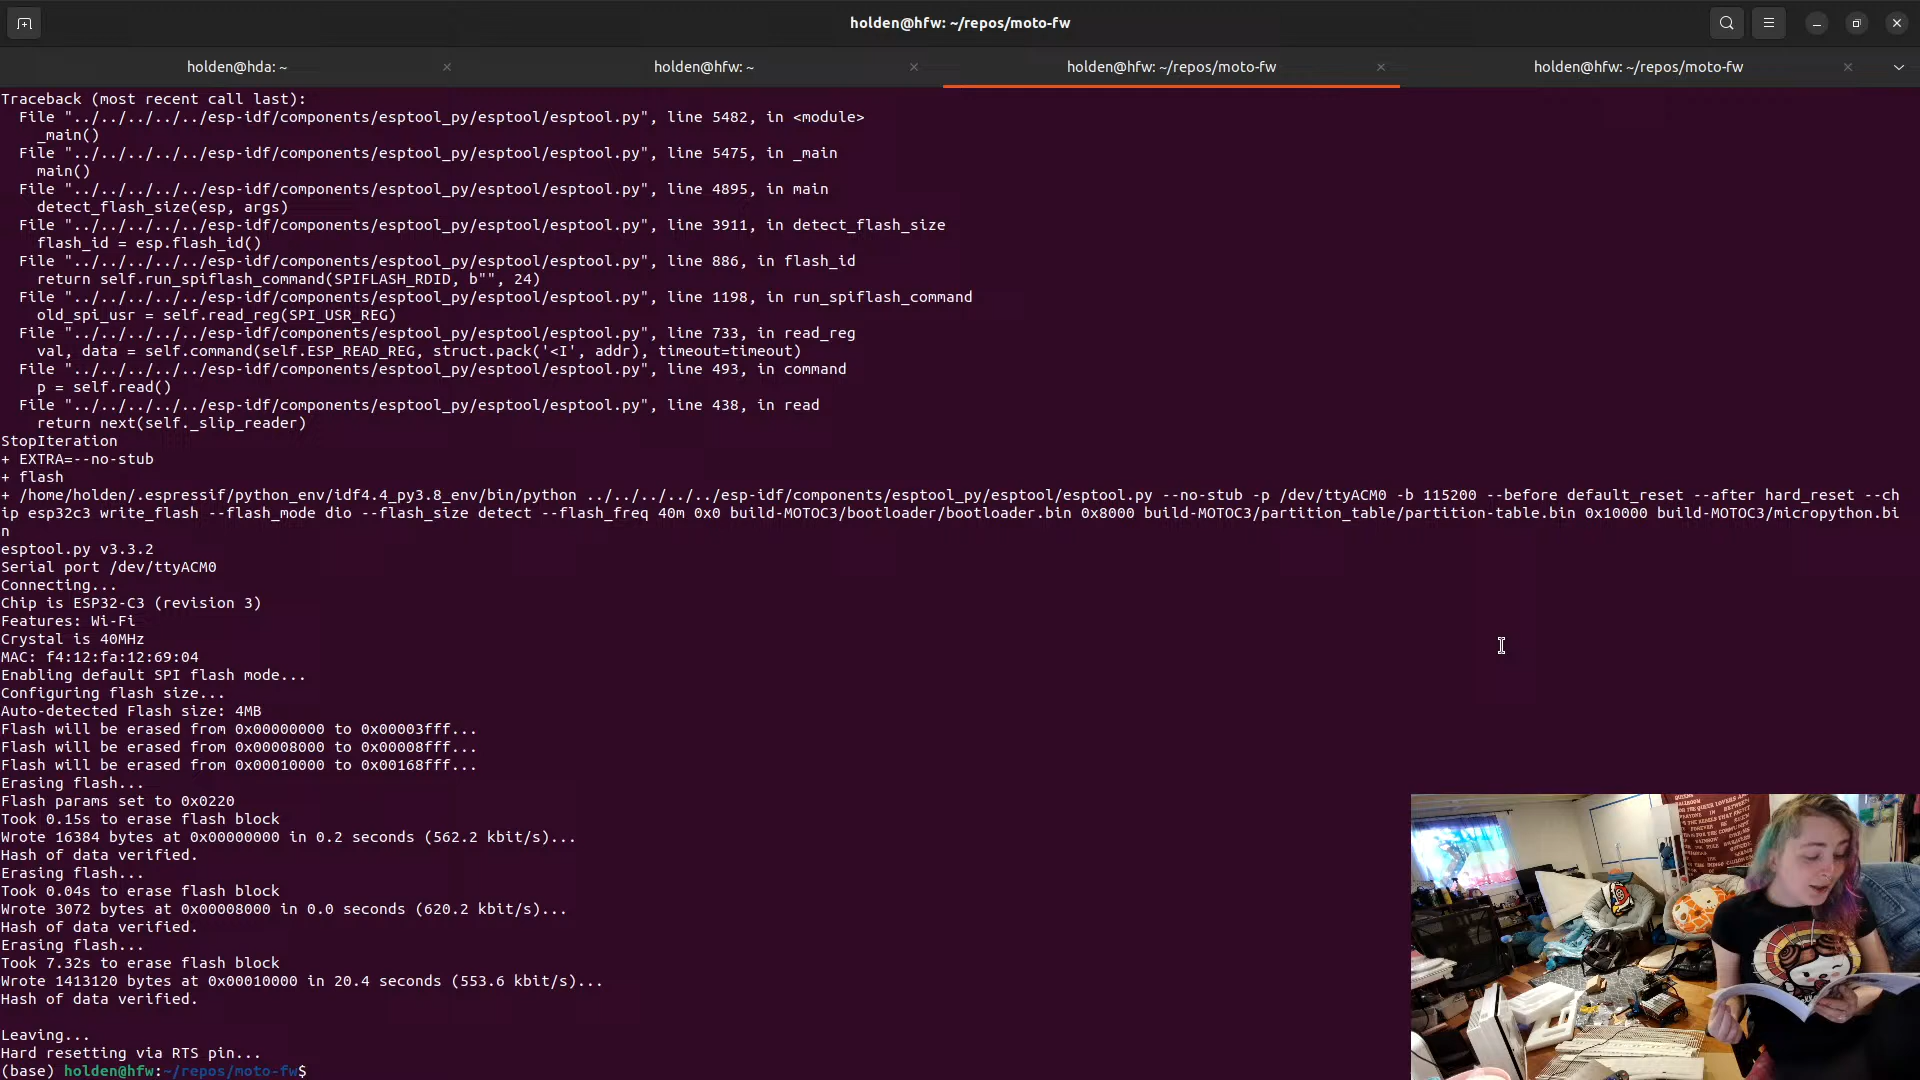 holden@hfw: ~/repos/moto-fw
holden@hda: ~
holden@hfw: ~
holden@hfw: ~/repos/moto-fw
holden@hfw: ~/repos/moto-fw
Traceback (most recent call last):
  File "../../../../../esp-idf/components/esptool_py/esptool/esptool.py", line 5482, in <module>
    _main()
  File "../../../../../esp-idf/components/esptool_py/esptool/esptool.py", line 5475, in _main
    main()
  File "../../../../../esp-idf/components/esptool_py/esptool/esptool.py", line 4895, in main
    detect_flash_size(esp, args)
  File "../../../../../esp-idf/components/esptool_py/esptool/esptool.py", line 3911, in detect_flash_size
    flash_id = esp.flash_id()
  File "../../../../../esp-idf/components/esptool_py/esptool/esptool.py", line 886, in flash_id
    return self.run_spiflash_command(SPIFLASH_RDID, b"", 24)
  File "../../../../../esp-idf/components/esptool_py/esptool/esptool.py", line 1198, in run_spiflash_command
    old_spi_usr = self.read_reg(SPI_USR_REG)
  File "../../../../../esp-idf/components/esptool_py/esptool/esptool.py", line 733, in read_reg
    val, data = self.command(self.ESP_READ_REG, struct.pack('<I', addr), timeout=timeout)
  File "../../../../../esp-idf/components/esptool_py/esptool/esptool.py", line 493, in command
    p = self.read()
  File "../../../../../esp-idf/components/esptool_py/esptool/esptool.py", line 438, in read
    return next(self._slip_reader)
StopIteration
+ EXTRA=--no-stub
+ flash
+ /home/holden/.espressif/python_env/idf4.4_py3.8_env/bin/python ../../../../../esp-idf/components/esptool_py/esptool/esptool.py --no-stub -p /dev/ttyACM0 -b 115200 --before default_reset --after hard_reset --ch
ip esp32c3 write_flash --flash_mode dio --flash_size detect --flash_freq 40m 0x0 build-MOTOC3/bootloader/bootloader.bin 0x8000 build-MOTOC3/partition_table/partition-table.bin 0x10000 build-MOTOC3/micropython.bi
n
esptool.py v3.3.2
Serial port /dev/ttyACM0
Connecting...
Chip is ESP32-C3 (revision 3)
Features: Wi-Fi
Crystal is 40MHz
MAC: f4:12:fa:12:69:04
Enabling default SPI flash mode...
Configuring flash size...
Auto-detected Flash size: 4MB
Flash will be erased from 0x00000000 to 0x00003fff...
Flash will be erased from 0x00008000 to 0x00008fff...
Flash will be erased from 0x00010000 to 0x00168fff...
Erasing flash...
Flash params set to 0x0220
Took 0.15s to erase flash block
Wrote 16384 bytes at 0x00000000 in 0.2 seconds (562.2 kbit/s)...
Hash of data verified.
Erasing flash...
Took 0.04s to erase flash block
Wrote 3072 bytes at 0x00008000 in 0.0 seconds (620.2 kbit/s)...
Hash of data verified.
Erasing flash...
Took 7.32s to erase flash block
Wrote 1413120 bytes at 0x00010000 in 20.4 seconds (553.6 kbit/s)...
Hash of data verified.
Leaving...
Hard resetting via RTS pin...
(base) holden@hfw:~/repos/moto-fw$